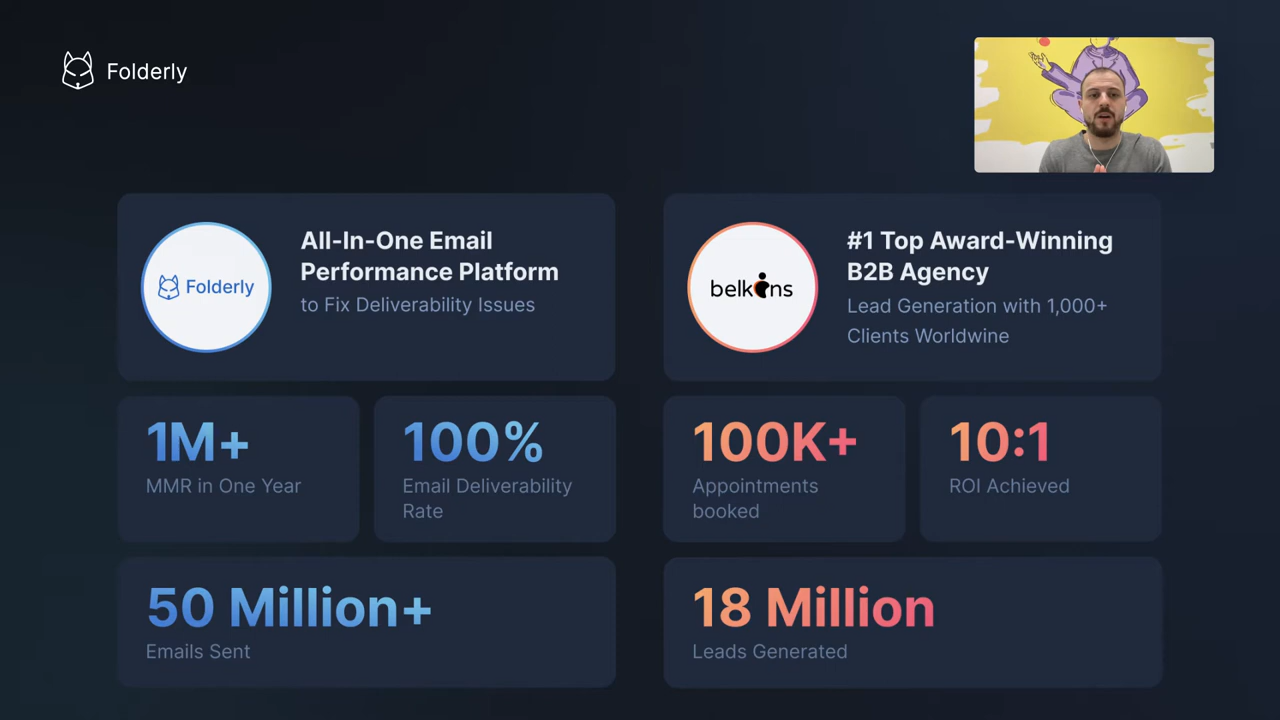 Folderly
Folderly
All-In-One Email
Performance Platform
to Fix Deliverability Issues
1M+
MMR in One Year
100%
Email Deliverability
Rate
50 Million+
Emails Sent
belkins
#1 Top Award-Winning
B2B Agency
Lead Generation with 1,000+
Clients Worldwine
100K+
Appointments
booked
10:1
ROI Achieved
18 Million
Leads Generated